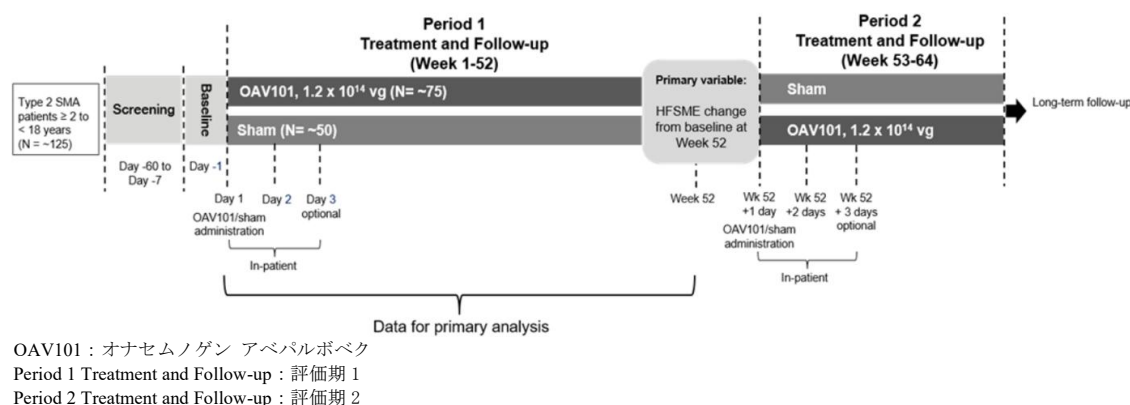 Period 1
Treatment and Follow-up
(Week 1-52)
Period 2
Treatment and Follow-up
(Week 53-64)
Type 2 SMA
patients ≥ 2 to
< 18 years
(N = ~125)
Screening
Baseline
OAV101, 1.2 x 10¹⁴ vg (N= ~75)
Sham (N= ~50)
Primary variable:
HFSME change
from baseline at
Week 52
Sham
OAV101, 1.2 x 10¹⁴ vg
Long-term follow-up
Day -60 to
Day -7
Day -1
Day 1
OAV101/sham
administration
Day 2
Day 3
optional
In-patient
Week 52
Wk 52
+1 day
OAV101/sham
administration
Wk 52
+2 days
Wk 52
+ 3 days
optional
In-patient
Data for primary analysis
OAV101：オナセムノゲン アベパルボベク
Period 1 Treatment and Follow-up：評価期 1
Period 2 Treatment and Follow-up：評価期 2